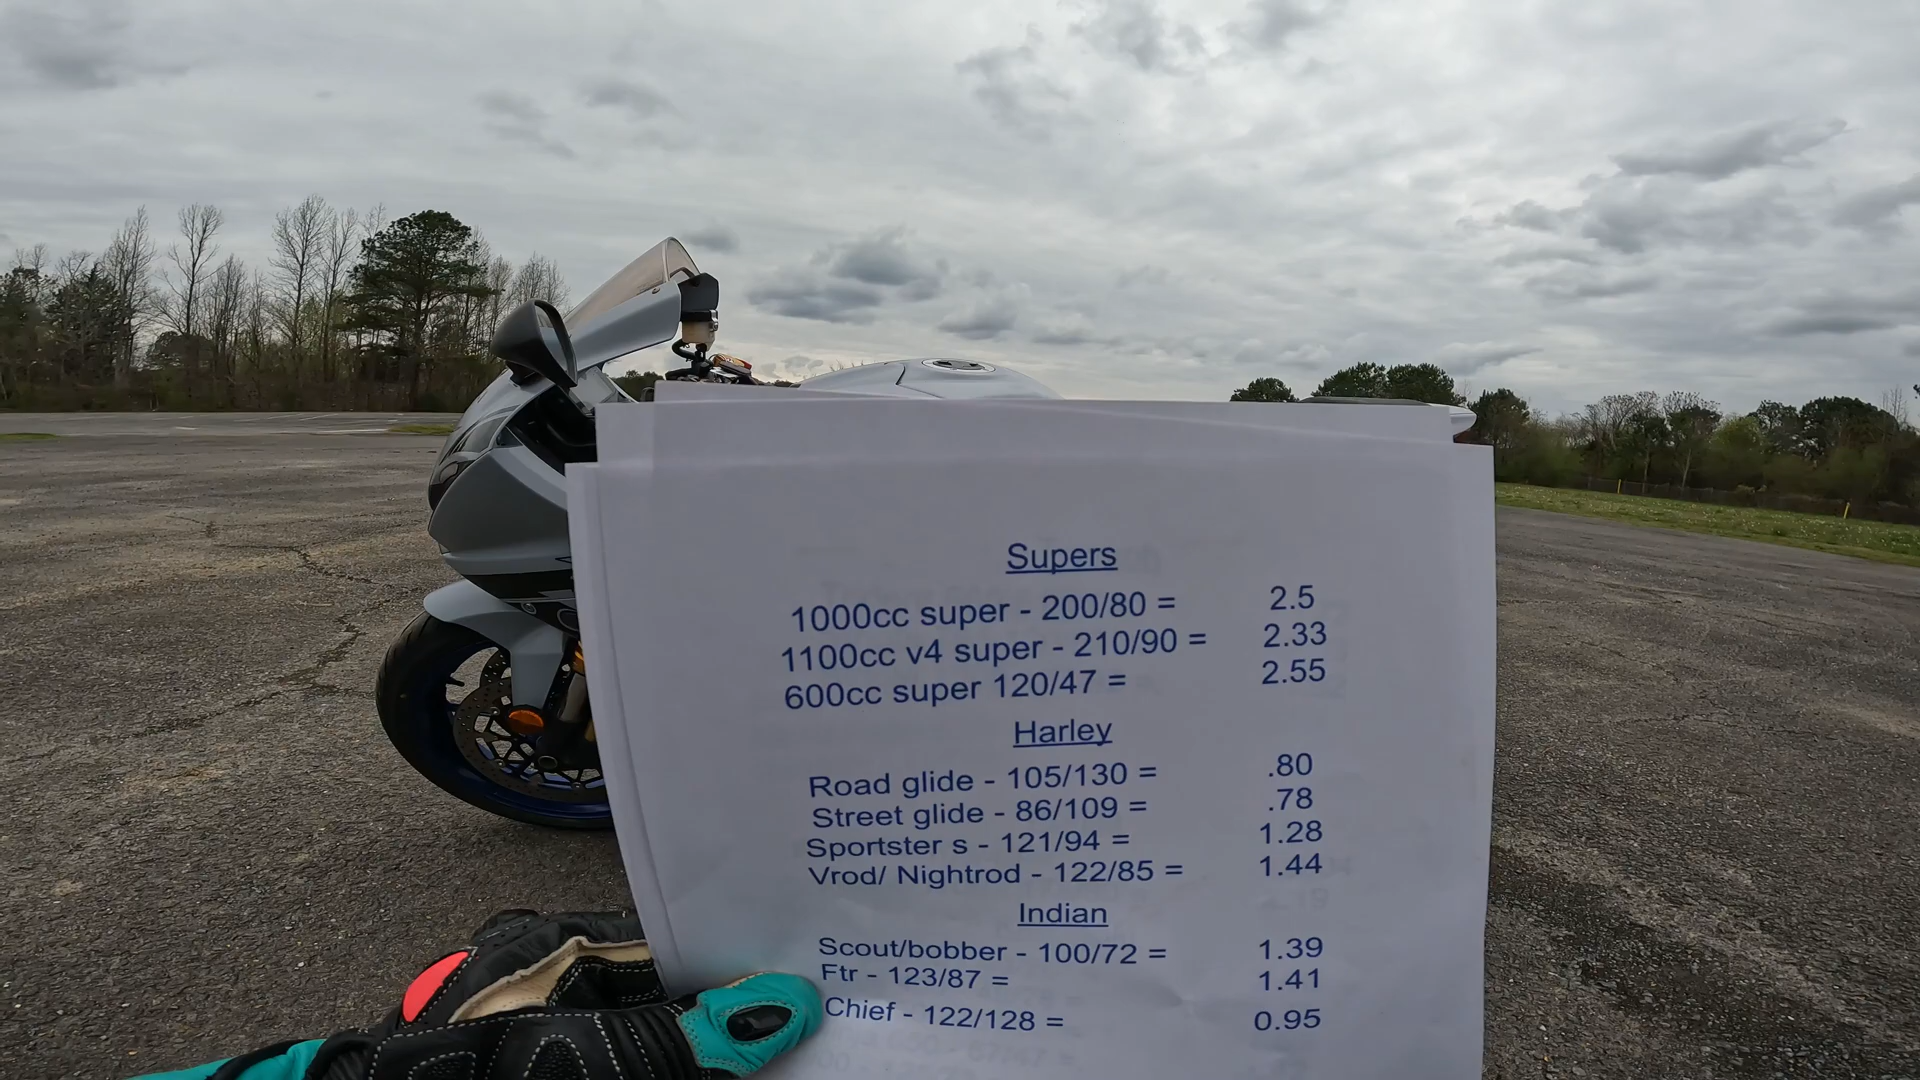 Supers
1000cc super - 200/80 = 2.5
1100cc v4 super - 210/90 = 2.33
600cc super 120/47 = 2.55
Harley
Road glide - 105/130 = .80
Street glide - 86/109 = .78
Sportster s - 121/94 = 1.28
Vrod/ Nightrod - 122/85 = 1.44
Indian
Scout/bobber - 100/72 = 1.39
Ftr - 123/87 = 1.41
Chief - 122/128 = 0.95